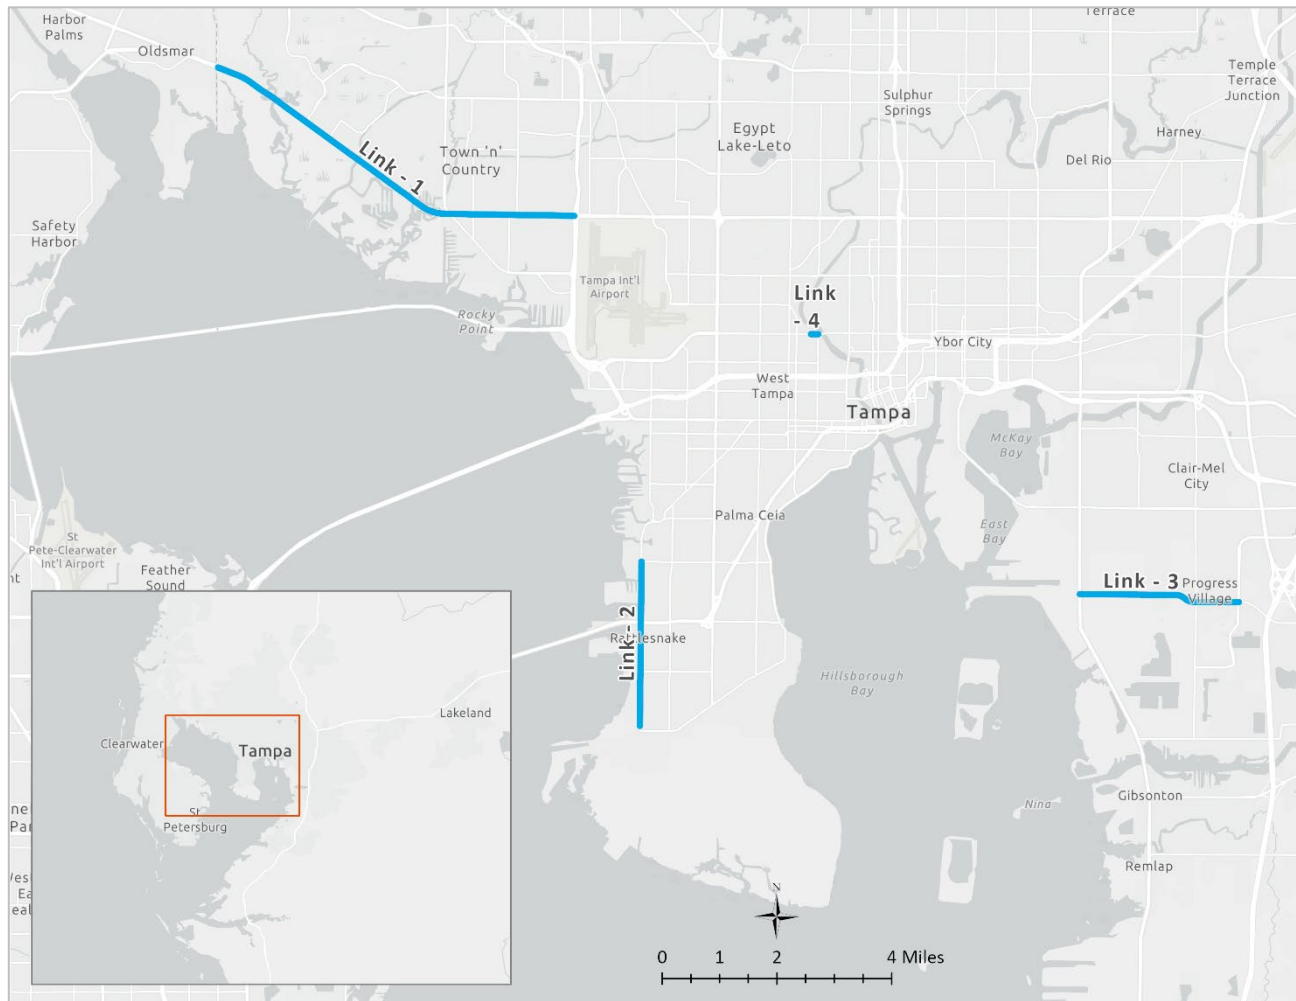 Harbor
Palms
Oldsmar
Terrace
Temple
Terrace
Junction
Sulphur
Springs
Egypt
Lake-Leto
Harney
Del Rio
Town 'n'
Country
Link - 1
Safety
Harbor
Tampa Int'l
Airport
Rocky
Point
Link
- 4
Ybor City
West
Tampa
Tampa
McKay
Bay
Clair-Mel
City
Palma Ceia
East
Bay
St
Pete-Clearwater
Int'l Airport
Feather
Sound
Link - 3
Progress
Village
Link - 2
Rattlesnake
Hillsborough
Bay
Lakeland
Clearwater
Tampa
St
Petersburg
Nina
Gibsonton
Remlap
N
0 1 2 4 Miles